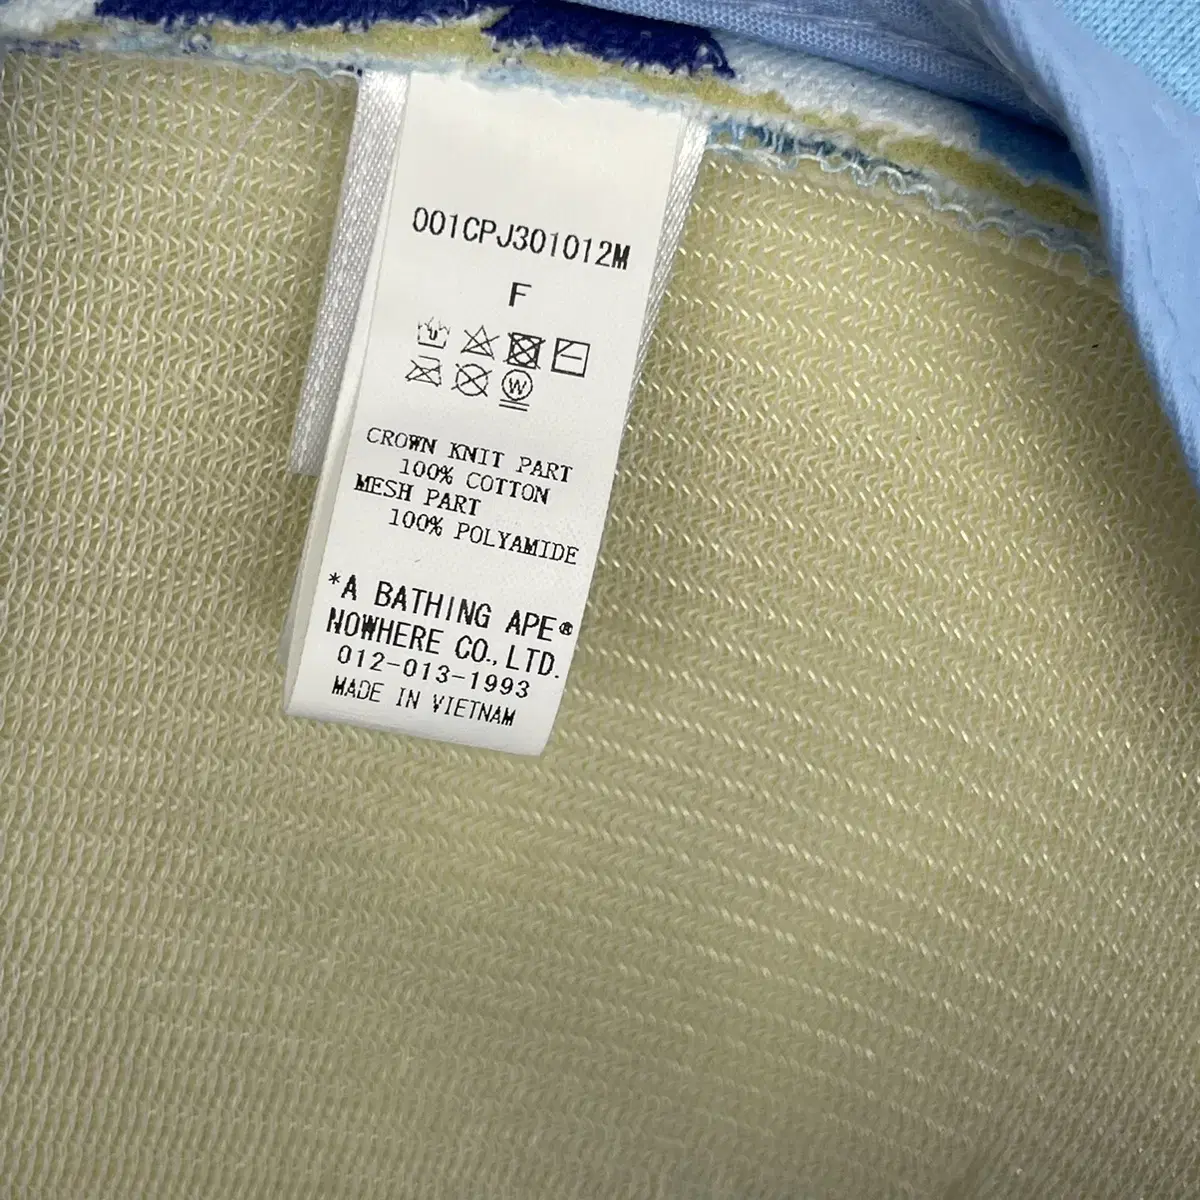 001CPJ301012M
F
W
CROWN KNIT PART
100% COTTON
MESH PART
100% POLYAMIDE
*A BATHING APE®
NOWHERE CO.,LTD.
012-013-1993
MADE IN VIETNAM